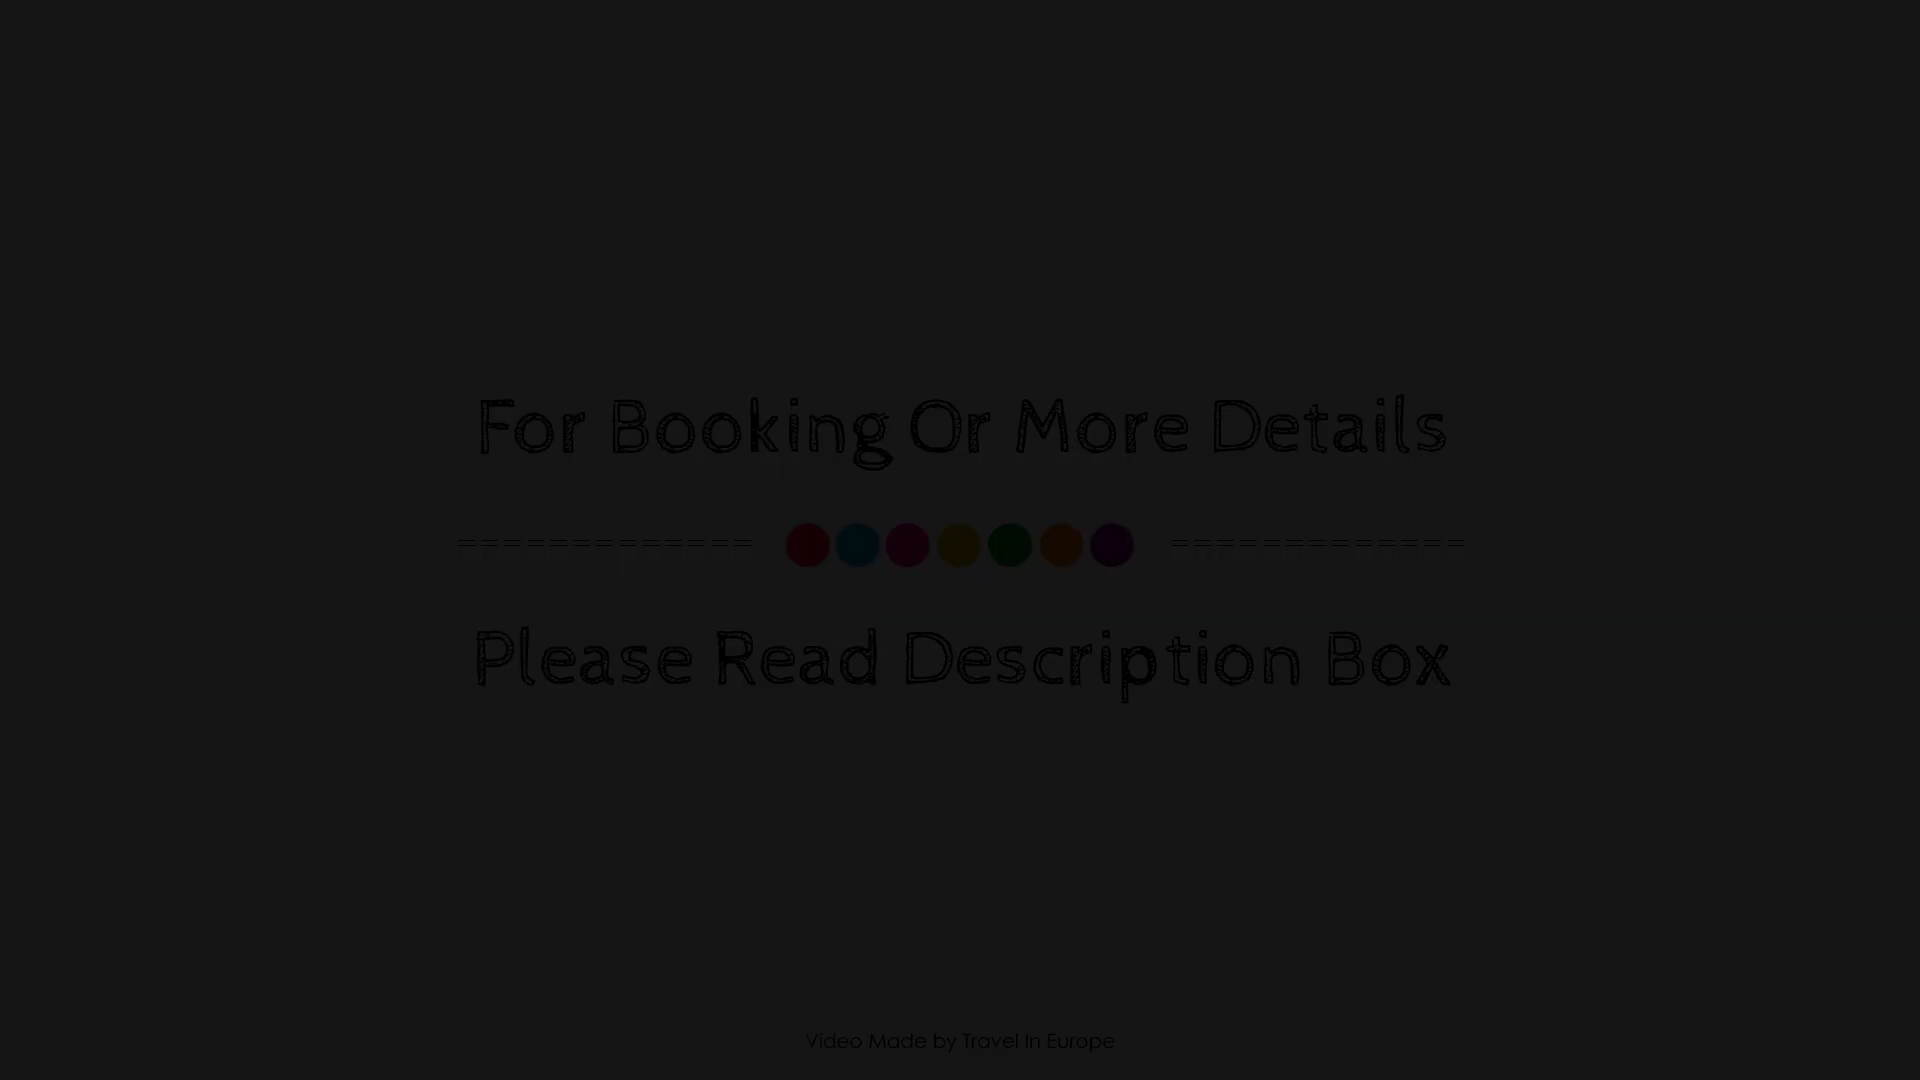 For Booking Or More Details
============= =============
Please Read Description Box
Video Made by Travel In Europe